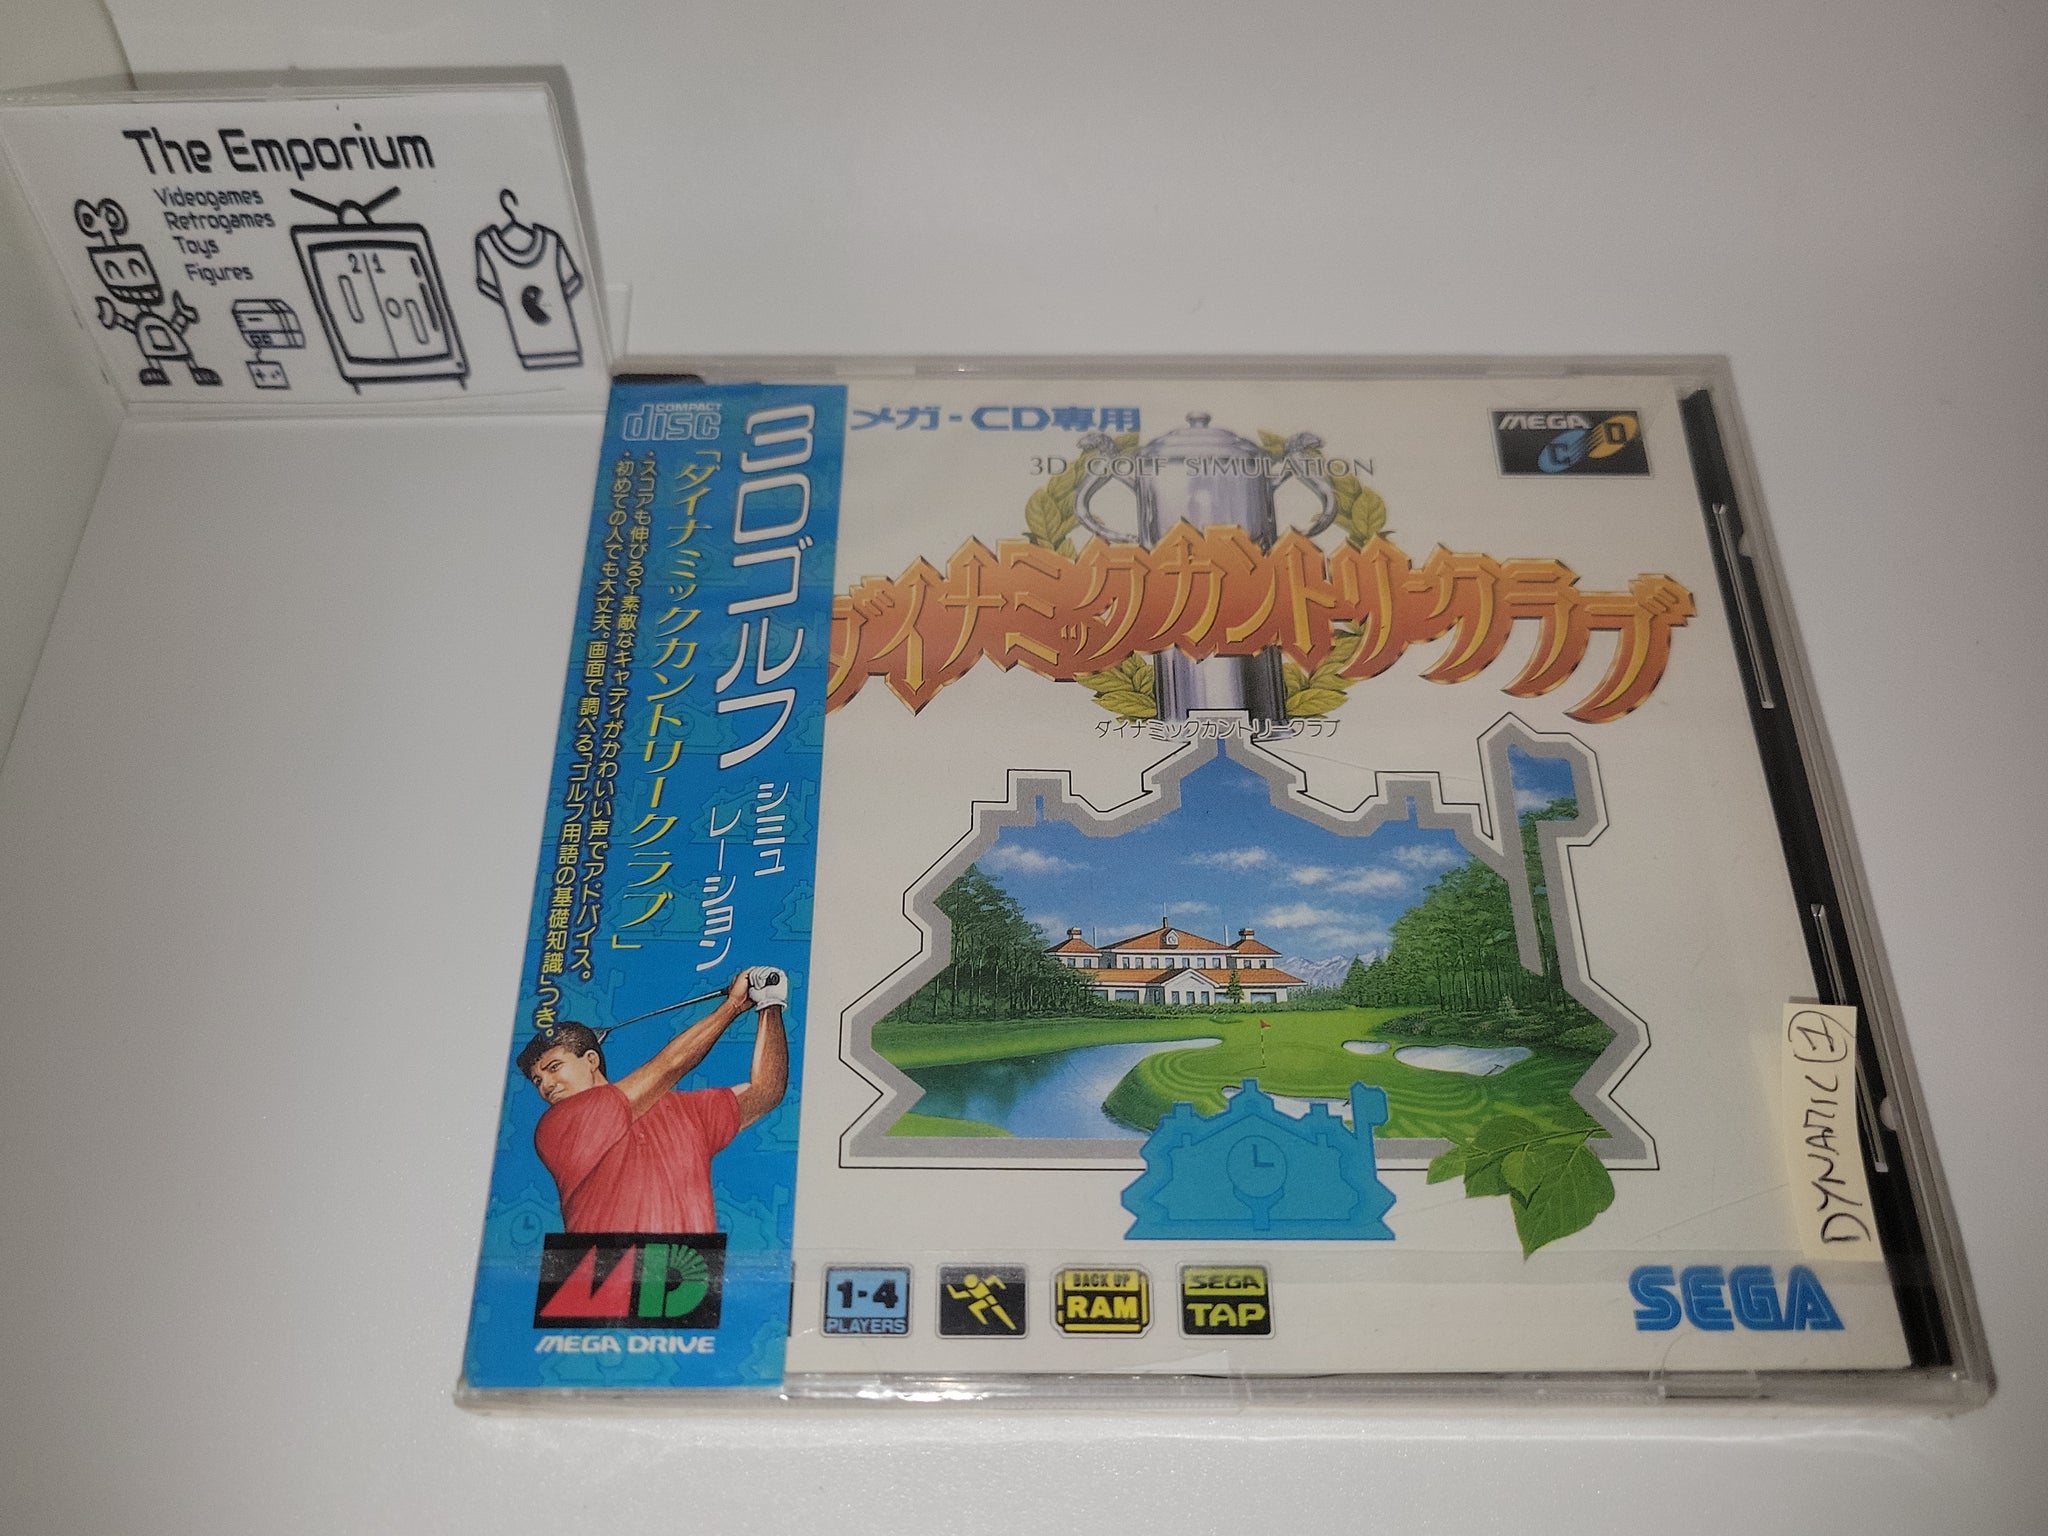 The Emporium
Videogames
Retrogames
Toys
Figures
2 1
COMPACT
disc
3Dゴルフ
シミュ
レーション
「ダイナミックカントリークラブ」
・スコアも伸びる?素敵なキャディがかわいい声でアドバイス。
・初めての人でも大丈夫。画面で調べる「ゴルフ用語の基礎知識」つき。
MD
MEGA DRIVE
メガ-CD専用
MEGA
CD
3D GOLF SIMULATION
ダイナミックカントリークラブ
ダイナミックカントリークラブ
1-4
PLAYERS
BACK UP
RAM
SEGA
TAP
SEGA
DYNAMIC